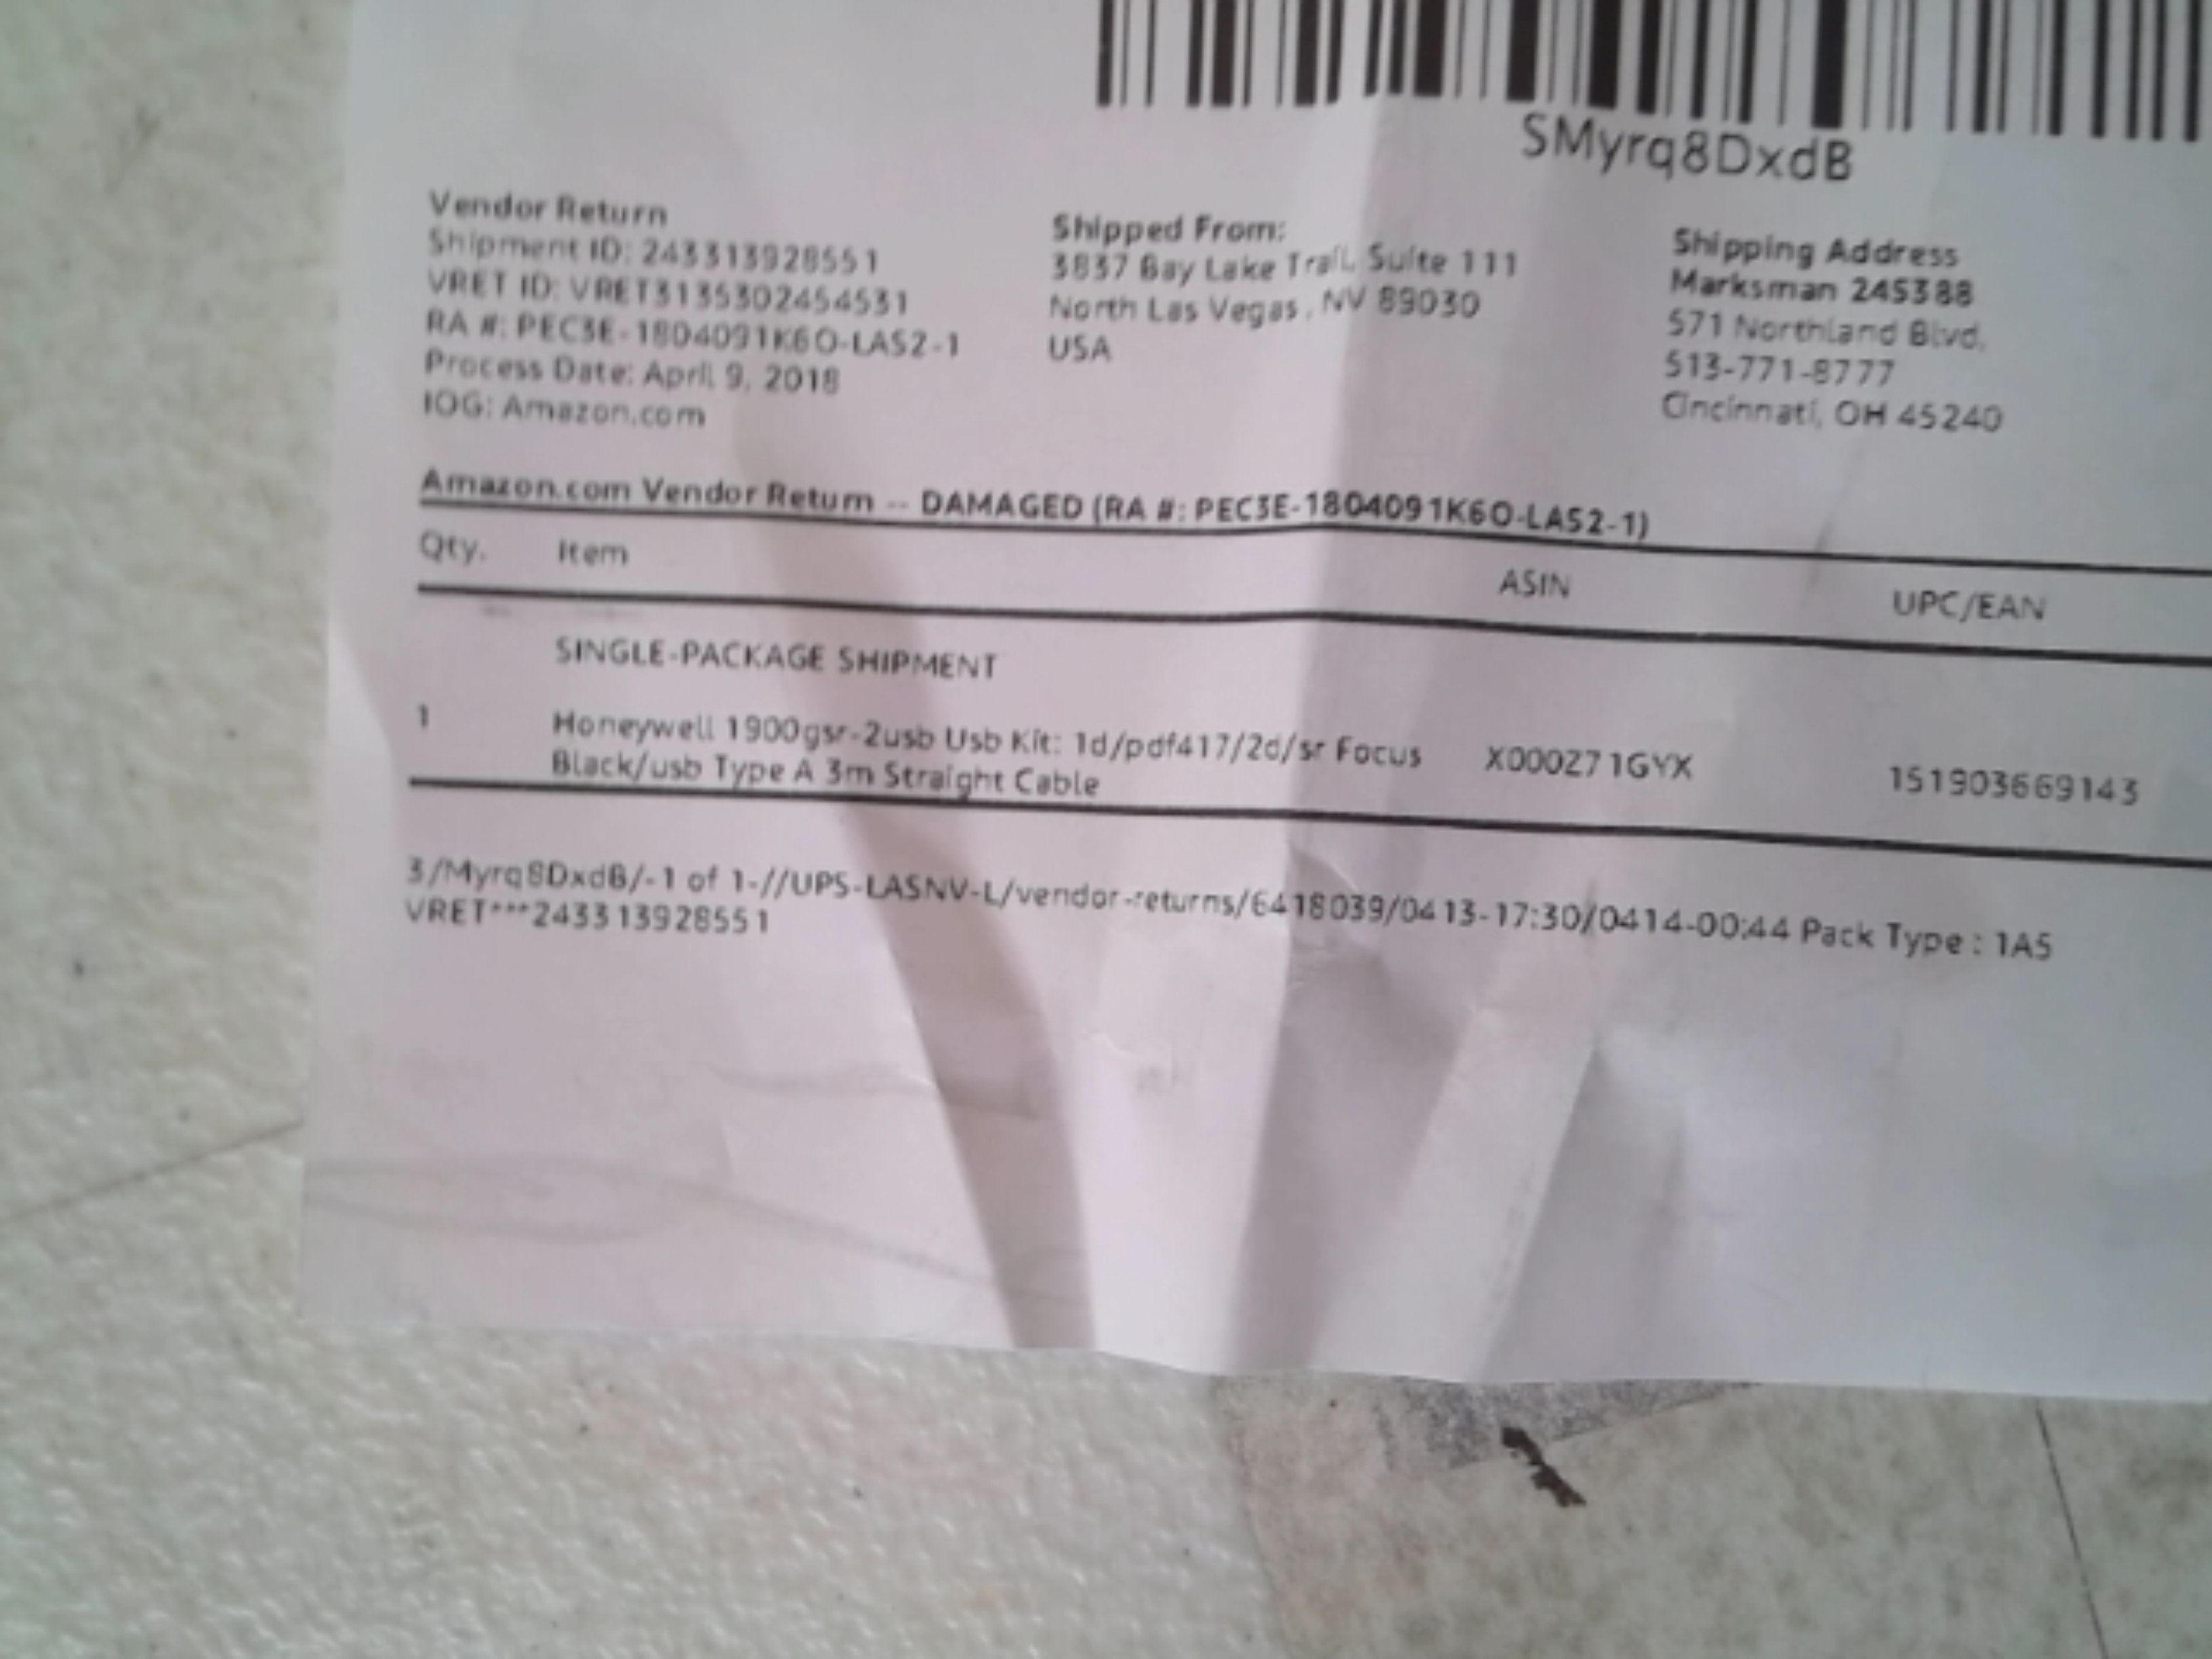 SMyrq8DxdB
Vendor Return
Shipment ID: 243313928551
VRET ID: VRET3135302454531
RA #: PEC3E-1804091K6O-LAS2-1
Process Date: April 9, 2018
IOG: Amazon.com
Shipped From:
3837 Bay Lake Trail, Suite 111
North Las Vegas, NV 89030
USA
Shipping Address
Marksman 245388
571 Northland Blvd.
513-771-8777
Cincinnati, OH 45240
Amazon.com Vendor Return -- DAMAGED (RA #: PEC3E-1804091K6O-LAS2-1)
Qty. Item ASIN UPC/EAN
SINGLE-PACKAGE SHIPMENT
1 Honeywell 1900gsr-2usb Usb Kit: 1d/pdf417/2d/sr Focus X000Z71GYX 151903669143
Black/usb Type A 3m Straight Cable
3/Myrq8DxdB/-1 of 1-//UPS-LASNV-L/vendor-returns/6418039/0413-17:30/0414-00:44 Pack Type : 1A5
VRET***243313928551